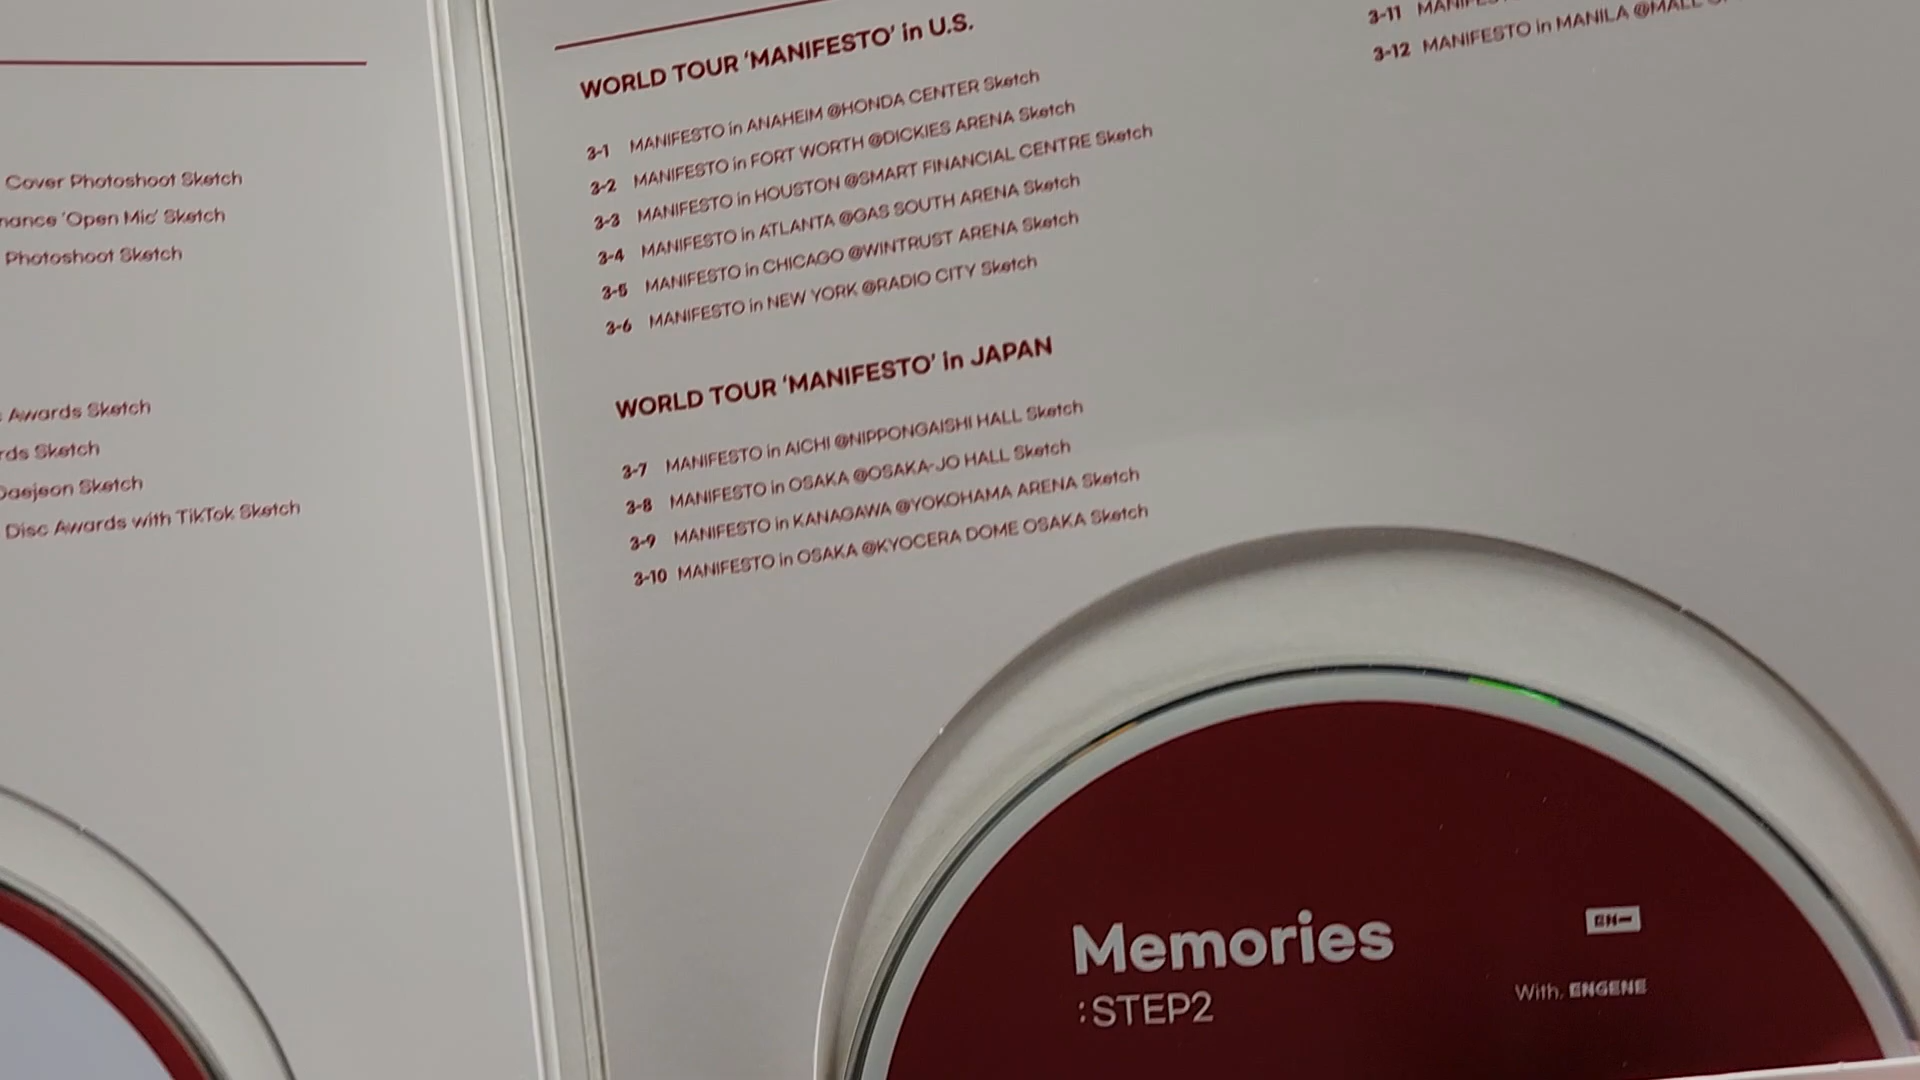 Cover Photoshoot Sketch
'Open Mic' Sketch
Photoshoot Sketch
Awards Sketch
Sketch
Daejeon Sketch
Disc Awards with TikTok Sketch
WORLD TOUR 'MANIFESTO' in U.S.
3-1 MANIFESTO in ANAHEIM @HONDA CENTER Sketch
3-2 MANIFESTO in FORT WORTH @DICKIES ARENA Sketch
3-3 MANIFESTO in HOUSTON @SMART FINANCIAL CENTRE Sketch
3-4 MANIFESTO in ATLANTA @GAS SOUTH ARENA Sketch
3-5 MANIFESTO in CHICAGO @WINTRUST ARENA Sketch
3-6 MANIFESTO in NEW YORK @RADIO CITY Sketch
WORLD TOUR 'MANIFESTO' in JAPAN
3-7 MANIFESTO in AICHI @NIPPONGAISHI HALL Sketch
3-8 MANIFESTO in OSAKA @OSAKA-JO HALL Sketch
3-9 MANIFESTO in KANAGAWA @YOKOHAMA ARENA Sketch
3-10 MANIFESTO in OSAKA @KYOCERA DOME OSAKA Sketch
3-11
3-12 MANIFESTO in MANILA @MALL
Memories
:STEP2
EN-
With. ENGENE